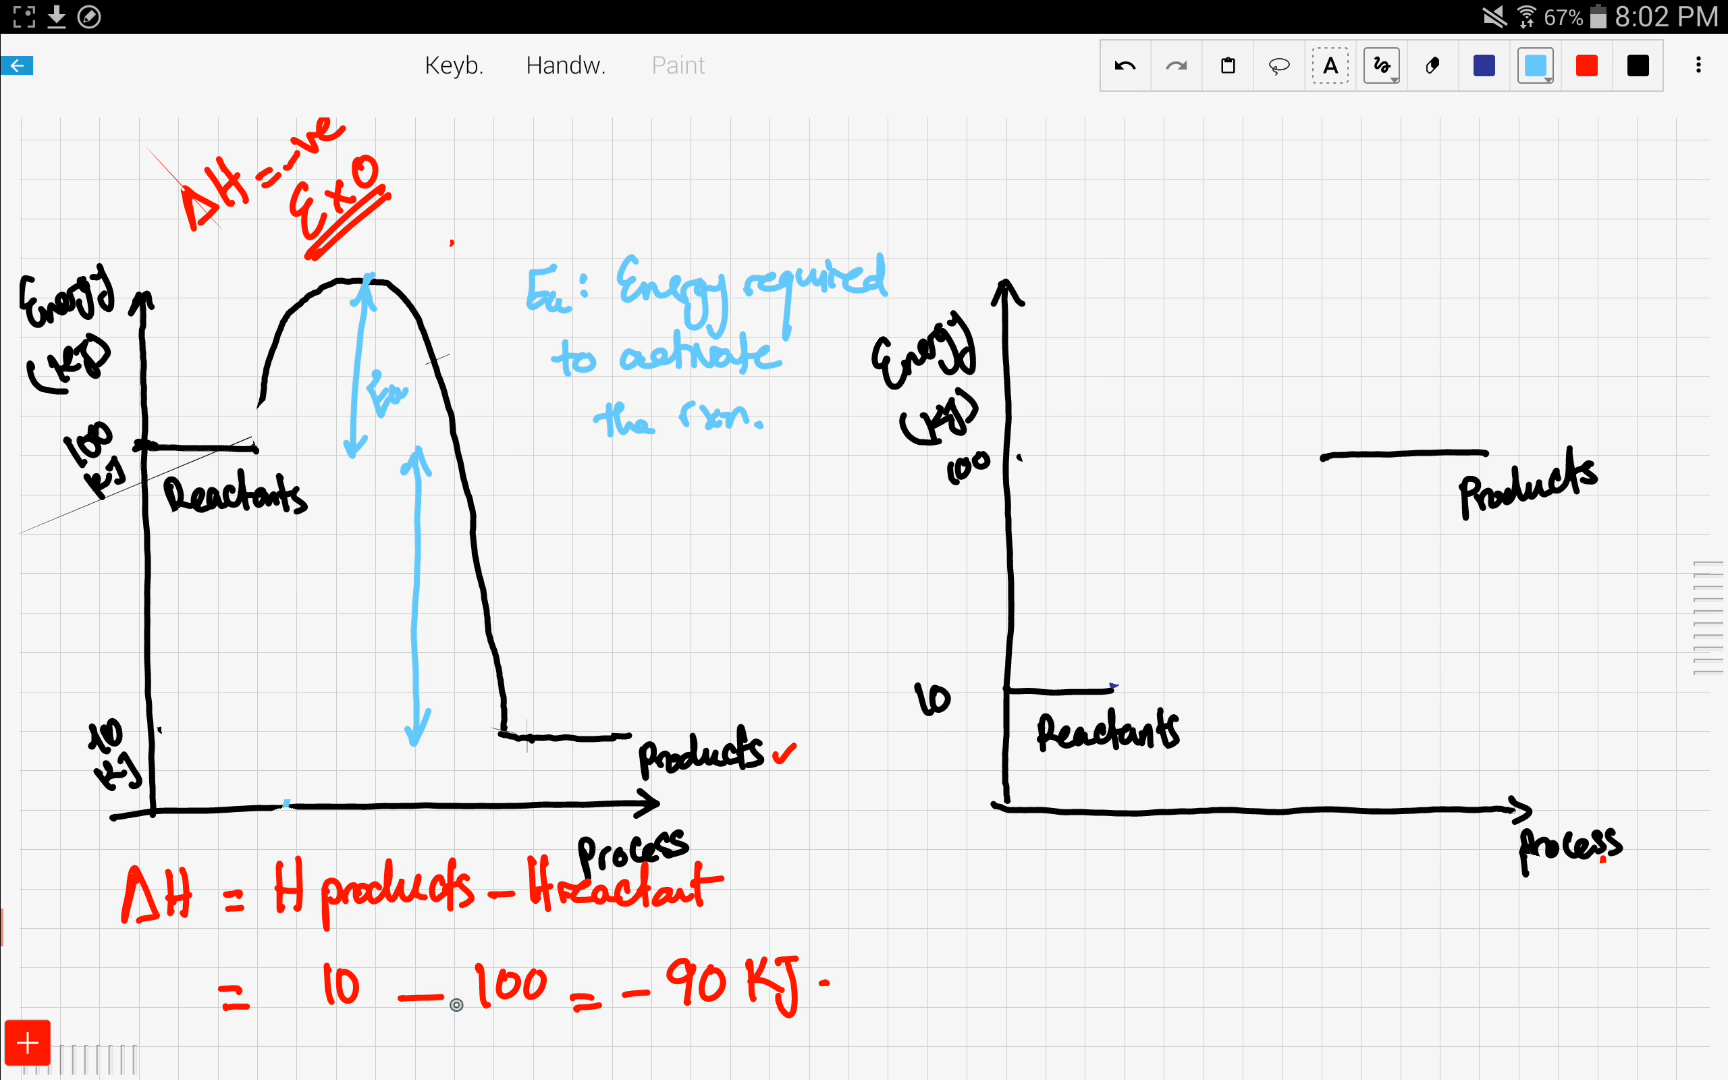 67% 8:02 PM
Keyb. Handw. Paint
A
ΔH = -ve
Exo
Energy
(KJ)
100
KJ
Reactants
Ea
Ea: Energy required
to activate
the rxn.
10
KJ
Products ✓
Process
ΔH = H products - H reactant
= 10 - 100 = - 90 KJ.
Energy
(KJ)
100
Products
10
Reactants
Process